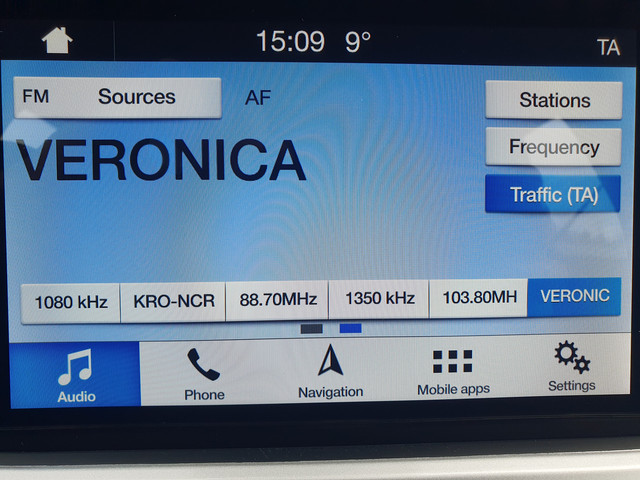 15:09 9° TA
FM Sources AF Stations
Frequency
VERONICA
Traffic (TA)
1080 kHz KRO-NCR 88.70MHz 1350 kHz 103.80MH VERONIC
Audio Phone Navigation Mobile apps Settings